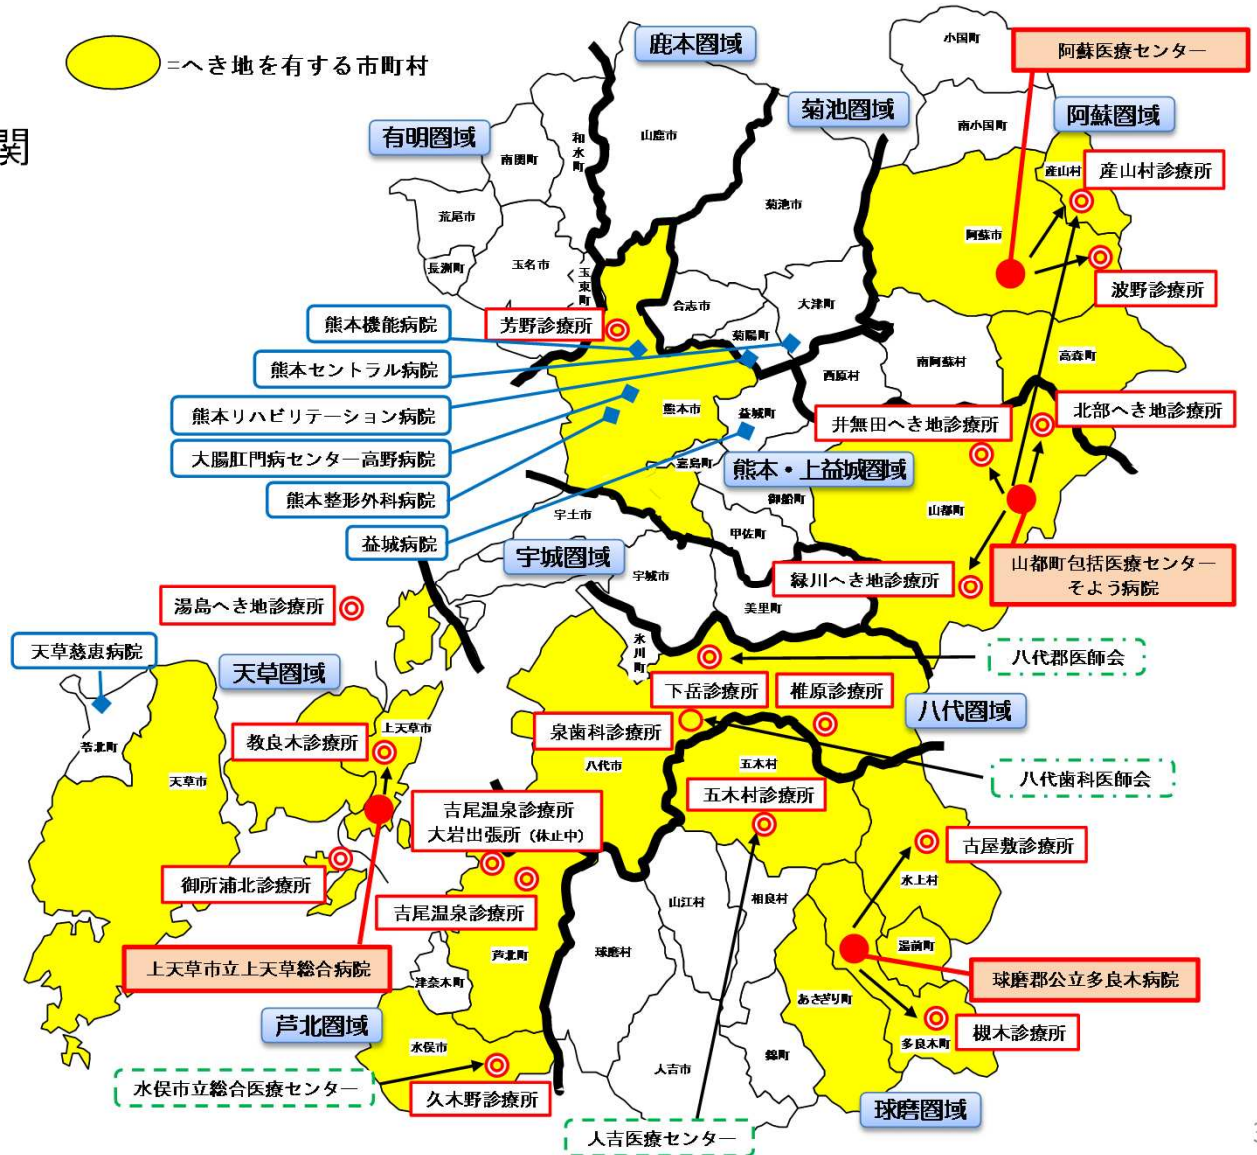 =へき地を有する市町村
関
鹿本圏域
小国町
阿蘇医療センター
菊池圏域
阿蘇圏域
有明圏域
和水町
山鹿市
南小国町
南関町
産山村
産山村診療所
荒尾市
菊池市
阿蘇市
長洲町
玉名市
玉東町
波野診療所
合志市
大津町
熊本機能病院
芳野診療所
菊陽町
高森町
熊本セントラル病院
西原村
南阿蘇村
熊本リハビリテーション病院
熊本市
益城町
井無田へき地診療所
北部へき地診療所
大腸肛門病センター高野病院
嘉島町
熊本・上益城圏域
熊本整形外科病院
御船町
山都町
宇土市
甲佐町
益城病院
宇城圏域
宇城市
緑川へき地診療所
山都町包括医療センター
そよう病院
湯島へき地診療所
美里町
氷川町
天草慈恵病院
八代郡医師会
天草圏域
下岳診療所
椎原診療所
八代圏域
上天草市
泉歯科診療所
教良木診療所
苓北町
天草市
八代市
五木村
八代歯科医師会
五木村診療所
吉尾温泉診療所
大岩出張所（休止中）
古屋敷診療所
御所浦北診療所
水上村
相良村
山江村
吉尾温泉診療所
湯前町
球磨村
芦北町
上天草市立上天草総合病院
球磨郡公立多良木病院
津奈木町
あさぎり町
芦北圏域
槻木診療所
多良木町
水俣市
錦町
人吉市
水俣市立総合医療センター
久木野診療所
球磨圏域
人吉医療センター